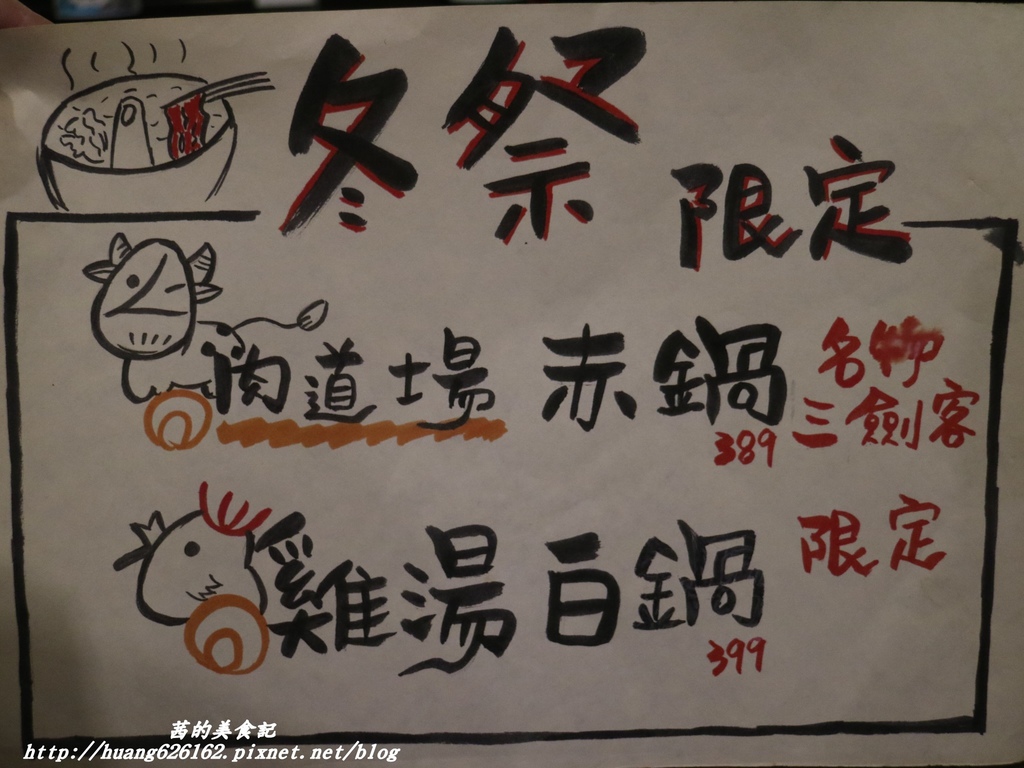 冬祭 限定
肉道場 赤鍋 389
名物
三劍客
雞湯白鍋 399
限定
茜的美食記
http://huang626162.pixnet.net/blog